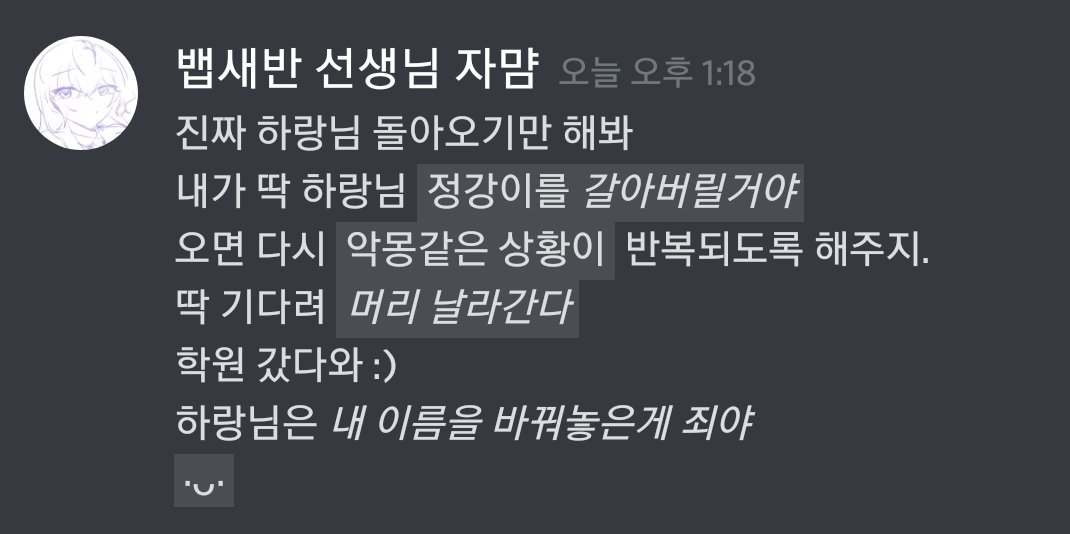 뱁새반 선생님 자먐 오늘 오후 1:18
진짜 하랑님 돌아오기만 해봐
내가 딱 하랑님 정강이를 갈아버릴거야
오면 다시 악몽같은 상황이 반복되도록 해주지.
딱 기다려 머리 날라간다
학원 갔다와 :)
하랑님은 내 이름을 바꿔놓은게 죄야
·ᴗ·